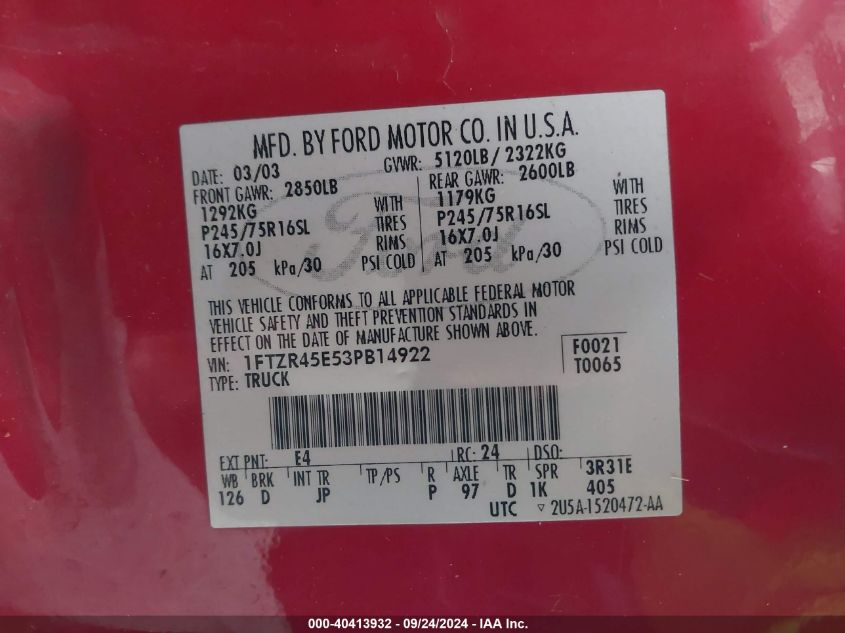 MFD. BY FORD MOTOR CO. IN U.S.A.
DATE: 03/03 GVWR: 5120LB/ 2322KG
FRONT GAWR: 2850LB REAR GAWR: 2600LB
1292KG WITH 1179KG WITH
P245/75R16SL TIRES P245/75R16SL TIRES
16X7.0J RIMS 16X7.0J RIMS
AT 205 kPa/30 PSI COLD AT 205 kPa/30 PSI COLD
Ford
THIS VEHICLE CONFORMS TO ALL APPLICABLE FEDERAL MOTOR
VEHICLE SAFETY AND THEFT PREVENTION STANDARDS IN
EFFECT ON THE DATE OF MANUFACTURE SHOWN ABOVE.
VIN: 1FTZR45E53PB14922 F0021
TYPE: TRUCK T0065
EXT PNT: E4 RC: 24 DSO:
WB BRK INT TR TP/PS R AXLE TR SPR 3R31E
126 D JP P 97 D 1K 405
UTC ▽ 2U5A-1520472-AA
000-40413932 - 09/24/2024 - IAA Inc.